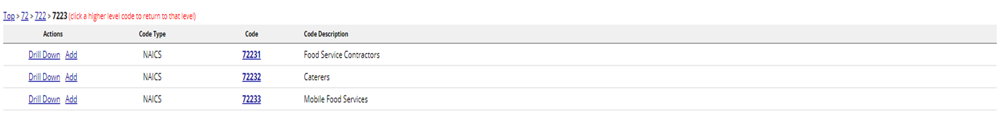 Top > 72 > 722 > 7223 (click a higher level code to return to that level)
Actions Code Type Code Code Description
Drill Down Add NAICS 72231 Food Service Contractors
Drill Down Add NAICS 72232 Caterers
Drill Down Add NAICS 72233 Mobile Food Services